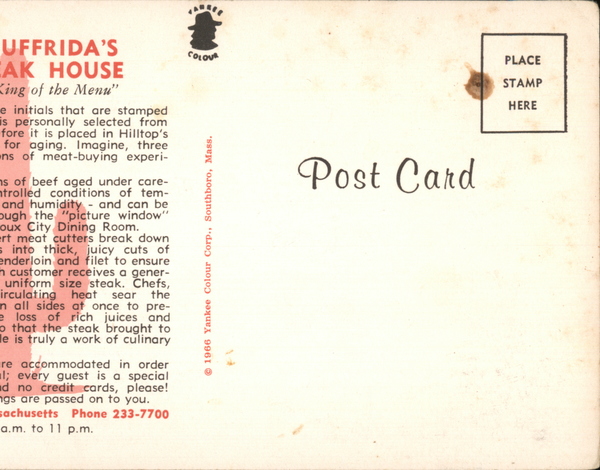 UFFRIDA'S
EAK HOUSE
King of the Menu"
e initials that are stamped
is personally selected from
fore it is placed in Hilltop's
for aging. Imagine, three
ens of meat-buying experi-
ns of beef aged under care-
ntrolled conditions of tem-
and humidity - and can be
ough the "picture window"
oux City Dining Room.
ert meat cutters break down
s into thick, juicy cuts of
enderloin and filet to ensure
h customer receives a gener-
uniform size steak. Chefs,
irculating heat sear the
n all sides at once to pre-
e loss of rich juices and
o that the steak brought to
le is truly a work of culinary
re accommodated in order
al; every guest is a special
nd no credit cards, please!
ngs are passed on to you.
sachusetts Phone 233-7700
a.m. to 11 p.m.
YANKEE
COLOUR
© 1966 Yankee Colour Corp., Southboro, Mass.
Post Card
PLACE
STAMP
HERE